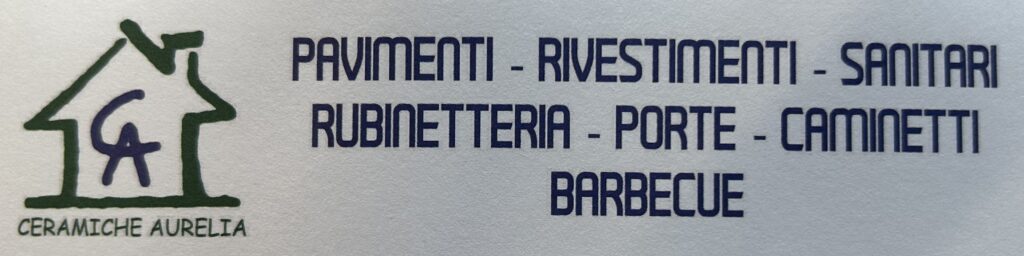 CA
CERAMICHE AURELIA
PAVIMENTI - RIVESTIMENTI - SANITARI
RUBINETTERIA - PORTE - CAMINETTI
BARBECUE